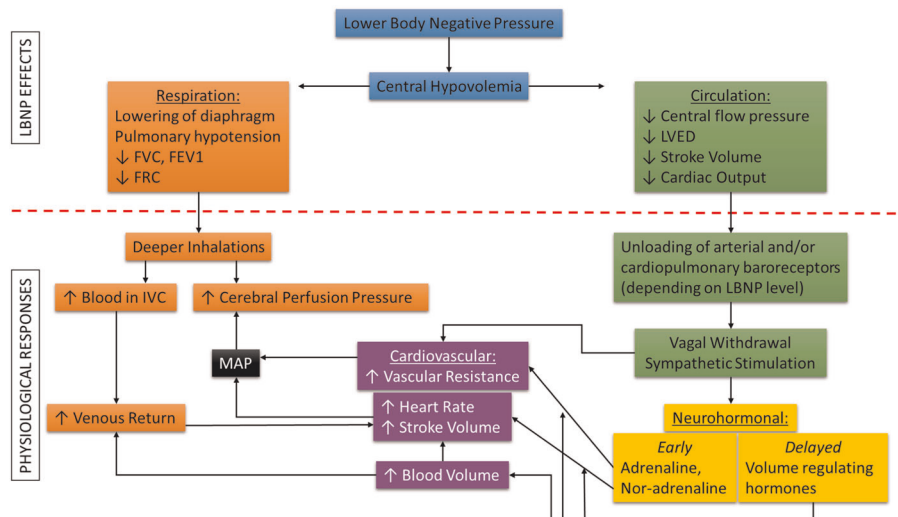 LBNP EFFECTS
Lower Body Negative Pressure
Central Hypovolemia
Respiration:
Lowering of diaphragm
Pulmonary hypotension
↓ FVC, FEV1
↓ FRC
Circulation:
↓ Central flow pressure
↓ LVED
↓ Stroke Volume
↓ Cardiac Output
PHYSIOLOGICAL RESPONSES
Deeper Inhalations
↑ Blood in IVC
↑ Cerebral Perfusion Pressure
Unloading of arterial and/or
cardiopulmonary baroreceptors
(depending on LBNP level)
MAP
Cardiovascular:
↑ Vascular Resistance
Vagal Withdrawal
Sympathetic Stimulation
↑ Venous Return
↑ Heart Rate
↑ Stroke Volume
Neurohormonal:
↑ Blood Volume
Early
Adrenaline,
Nor-adrenaline
Delayed
Volume regulating
hormones